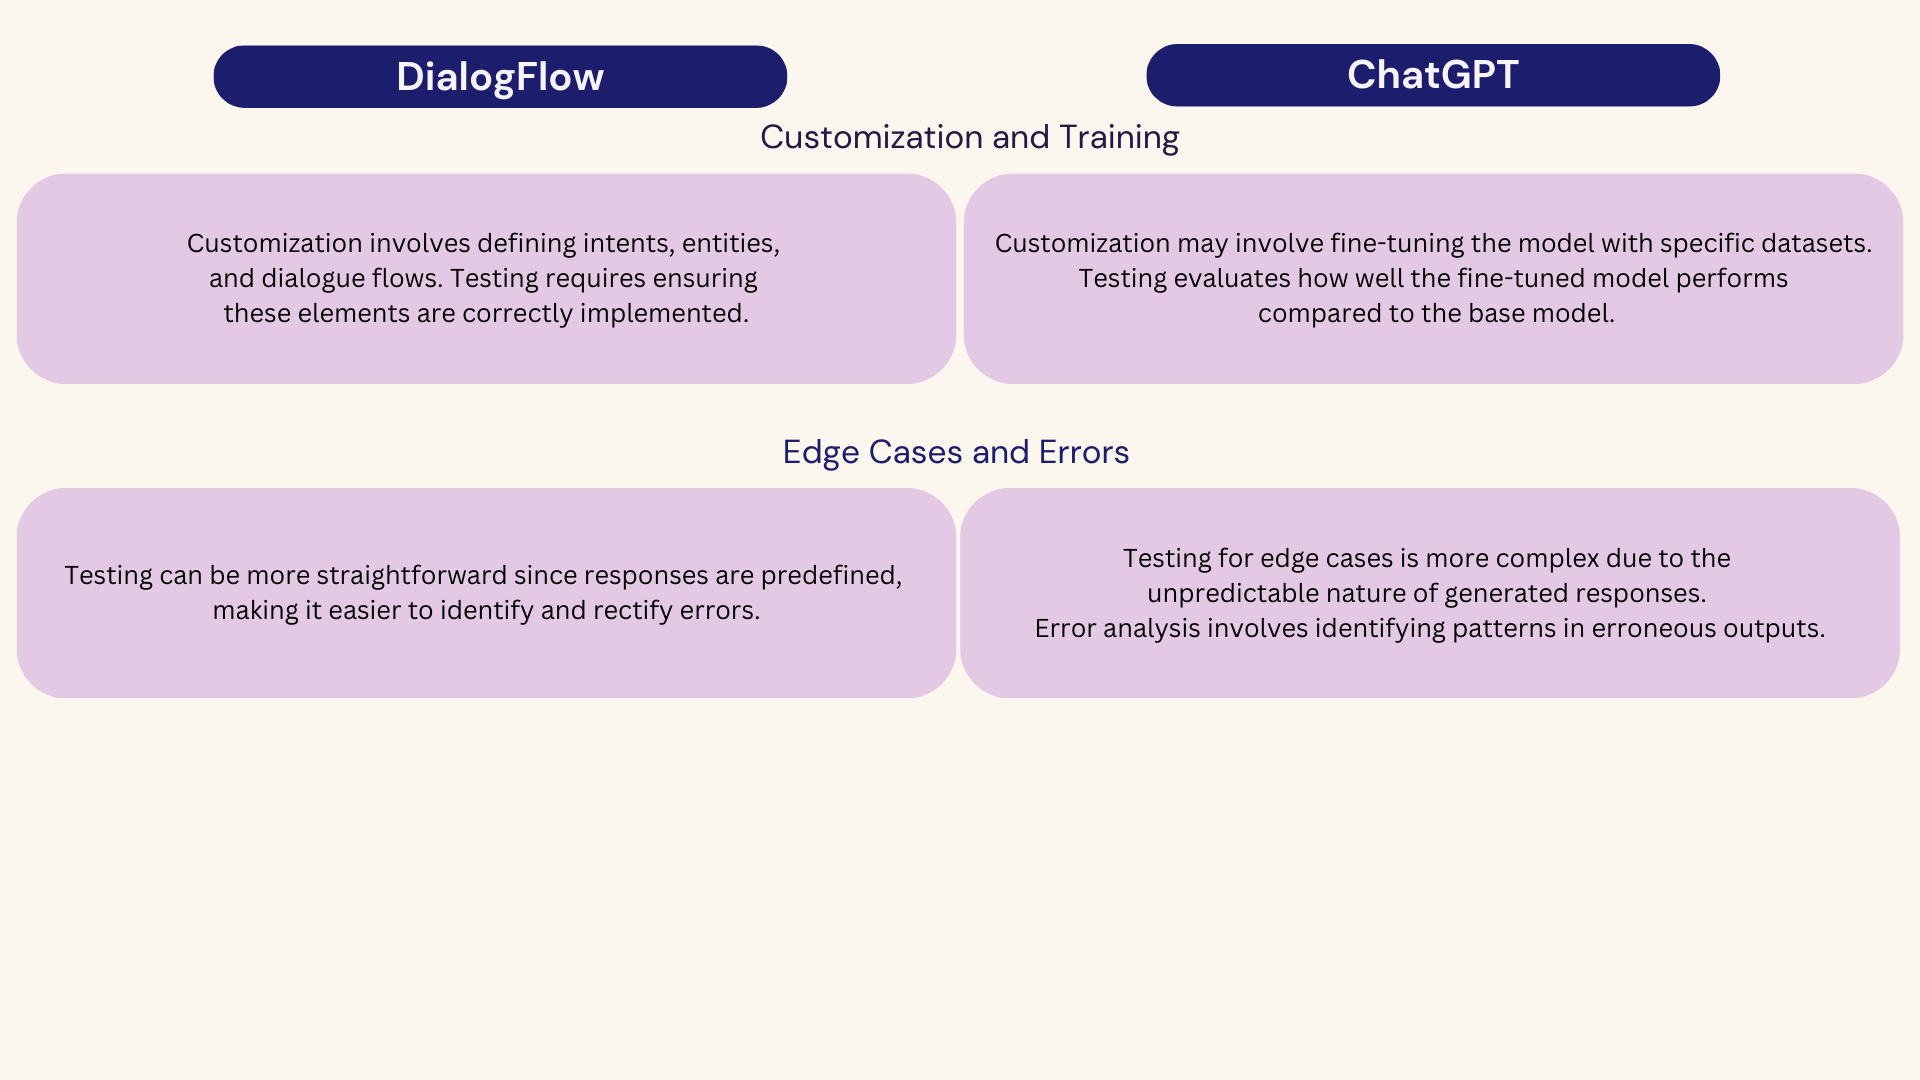 DialogFlow
ChatGPT
Customization and Training
Customization involves defining intents, entities,
and dialogue flows. Testing requires ensuring
these elements are correctly implemented.
Customization may involve fine-tuning the model with specific datasets.
Testing evaluates how well the fine-tuned model performs
compared to the base model.
Edge Cases and Errors
Testing can be more straightforward since responses are predefined,
making it easier to identify and rectify errors.
Testing for edge cases is more complex due to the
unpredictable nature of generated responses.
Error analysis involves identifying patterns in erroneous outputs.